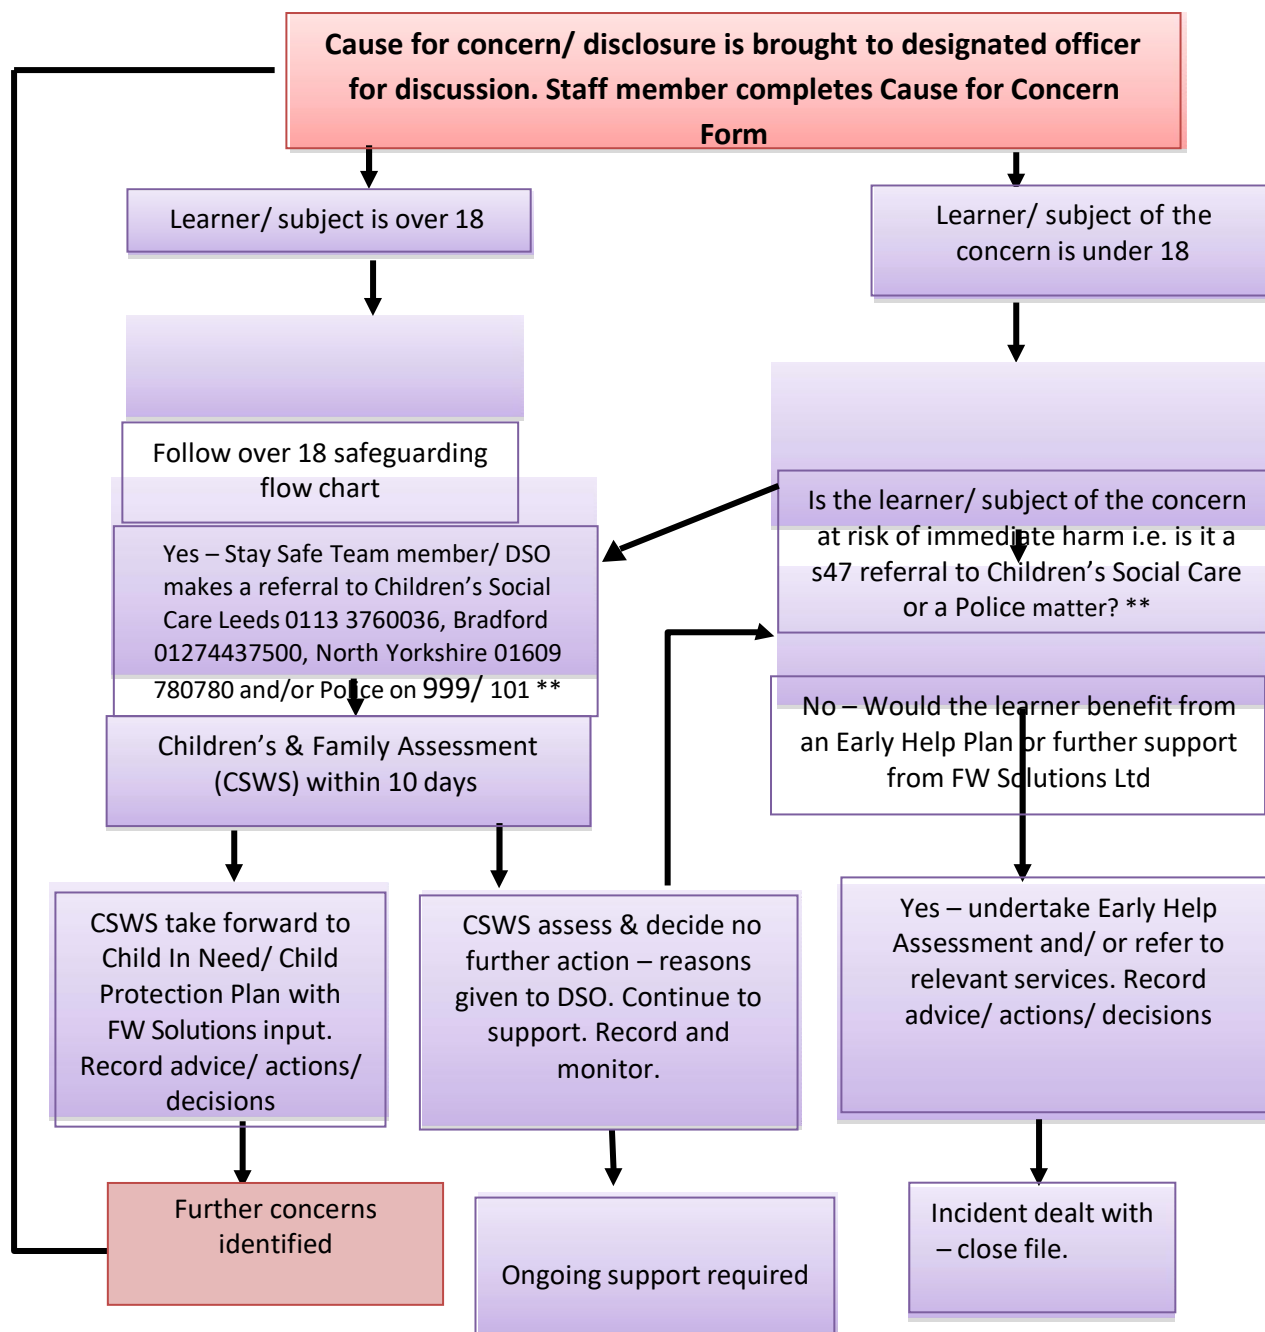 Cause for concern/ disclosure is brought to designated officer
for discussion. Staff member completes Cause for Concern
Form
Learner/ subject is over 18
Learner/ subject of the
concern is under 18
Follow over 18 safeguarding
flow chart
Is the learner/ subject of the concern
at risk of immediate harm i.e. is it a
s47 referral to Children’s Social Care
or a Police matter? **
Yes – Stay Safe Team member/ DSO
makes a referral to Children’s Social
Care Leeds 0113 3760036, Bradford
01274437500, North Yorkshire 01609
780780 and/or Police on 999/ 101 **
No – Would the learner benefit from
an Early Help Plan or further support
from FW Solutions Ltd
Children’s & Family Assessment
(CSWS) within 10 days
CSWS take forward to
Child In Need/ Child
Protection Plan with
FW Solutions input.
Record advice/ actions/
decisions
CSWS assess & decide no
further action – reasons
given to DSO. Continue to
support. Record and
monitor.
Yes – undertake Early Help
Assessment and/ or refer to
relevant services. Record
advice/ actions/ decisions
Further concerns
identified
Ongoing support required
Incident dealt with
– close file.